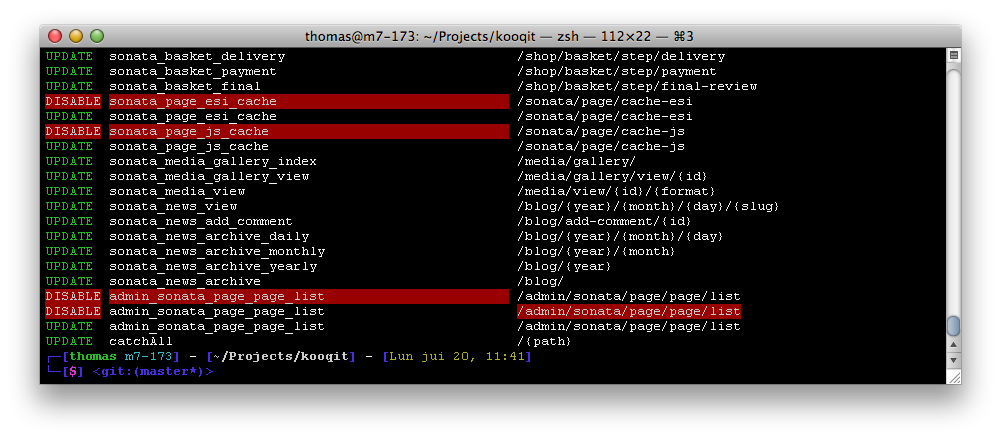 thomas@m7-173: ~/Projects/kooqit — zsh — 112×22 — ⌘3
UPDATE sonata_basket_delivery /shop/basket/step/delivery
UPDATE sonata_basket_payment /shop/basket/step/payment
UPDATE sonata_basket_final /shop/basket/step/final-review
DISABLE sonata_page_esi_cache /sonata/page/cache-esi
UPDATE sonata_page_esi_cache /sonata/page/cache-esi
DISABLE sonata_page_js_cache /sonata/page/cache-js
UPDATE sonata_page_js_cache /sonata/page/cache-js
UPDATE sonata_media_gallery_index /media/gallery/
UPDATE sonata_media_gallery_view /media/gallery/view/{id}
UPDATE sonata_media_view /media/view/{id}/{format}
UPDATE sonata_news_view /blog/{year}/{month}/{day}/{slug}
UPDATE sonata_news_add_comment /blog/add-comment/{id}
UPDATE sonata_news_archive_daily /blog/{year}/{month}/{day}
UPDATE sonata_news_archive_monthly /blog/{year}/{month}
UPDATE sonata_news_archive_yearly /blog/{year}
UPDATE sonata_news_archive /blog/
DISABLE admin_sonata_page_page_list /admin/sonata/page/page/list
DISABLE admin_sonata_page_page_list /admin/sonata/page/page/list
UPDATE admin_sonata_page_page_list /admin/sonata/page/page/list
UPDATE catchAll /{path}
┌─[thomas m7-173] - [~/Projects/kooqit] - [Lun jui 20, 11:41]
└─[$] <git:(master*)>